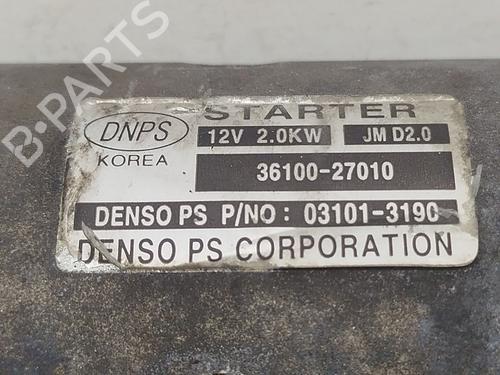 B-PARTS
STARTER
DNPS
KOREA
12V 2.0KW JM D2.0
36100-27010
DENSO PS P/NO: 03101-3190
DENSO PS CORPORATION